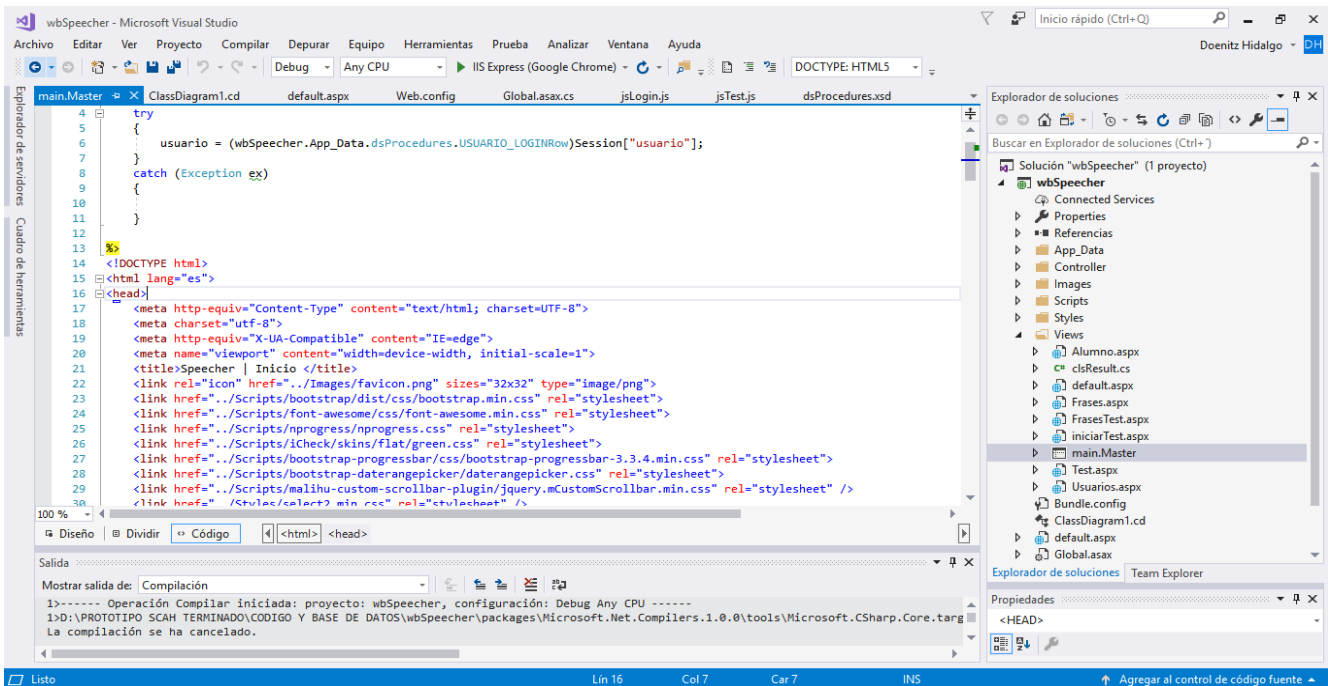 wbSpeecher - Microsoft Visual Studio
Inicio rápido (Ctrl+Q)
Archivo Editar Ver Proyecto Compilar Depurar Equipo Herramientas Prueba Analizar Ventana Ayuda
Doenitz Hidalgo DH
Debug Any CPU IIS Express (Google Chrome) DOCTYPE: HTML5
Explorador de servidores
Cuadro de herramientas
main.Master ClassDiagram1.cd default.aspx Web.config Global.asax.cs jsLogin.js jsTest.js dsProcedures.xsd
4 try
5 {
6 usuario = (wbSpeecher.App_Data.dsProcedures.USUARIO_LOGINRow)Session["usuario"];
7 }
8 catch (Exception ex)
9 {
10
11 }
12
13 %>
14 <!DOCTYPE html>
15 <html lang="es">
16 <head>
17 <meta http-equiv="Content-Type" content="text/html; charset=UTF-8">
18 <meta charset="utf-8">
19 <meta http-equiv="X-UA-Compatible" content="IE=edge">
20 <meta name="viewport" content="width=device-width, initial-scale=1">
21 <title>Speecher | Inicio </title>
22 <link rel="icon" href="../Images/favicon.png" sizes="32x32" type="image/png">
23 <link href="../Scripts/bootstrap/dist/css/bootstrap.min.css" rel="stylesheet">
24 <link href="../Scripts/font-awesome/css/font-awesome.min.css" rel="stylesheet">
25 <link href="../Scripts/nprogress/nprogress.css" rel="stylesheet">
26 <link href="../Scripts/iCheck/skins/flat/green.css" rel="stylesheet">
27 <link href="../Scripts/bootstrap-progressbar/css/bootstrap-progressbar-3.3.4.min.css" rel="stylesheet">
28 <link href="../Scripts/bootstrap-daterangepicker/daterangepicker.css" rel="stylesheet">
29 <link href="../Scripts/malihu-custom-scrollbar-plugin/jquery.mCustomScrollbar.min.css" rel="stylesheet" />
30 <link href="../Styles/select2.min.css" rel="stylesheet" />
100 %
Diseño Dividir Código <html> <head>
Salida
Mostrar salida de: Compilación
1>------ Operación Compilar iniciada: proyecto: wbSpeecher, configuración: Debug Any CPU ------
1>D:\PROTOTIPO SCAH TERMINADO\CODIGO Y BASE DE DATOS\wbSpeecher\packages\Microsoft.Net.Compilers.1.0.0\tools\Microsoft.CSharp.Core.targ
La compilación se ha cancelado.
Explorador de soluciones
Buscar en Explorador de soluciones (Ctrl+´)
Solución "wbSpeecher" (1 proyecto)
wbSpeecher
Connected Services
Properties
Referencias
App_Data
Controller
Images
Scripts
Styles
Views
Alumno.aspx
C# clsResult.cs
default.aspx
Frases.aspx
FrasesTest.aspx
iniciarTest.aspx
main.Master
Test.aspx
Usuarios.aspx
Bundle.config
ClassDiagram1.cd
default.aspx
Global.asax
Explorador de soluciones Team Explorer
Propiedades
<HEAD>
Listo Lín 16 Col 7 Car 7 INS Agregar al control de código fuente